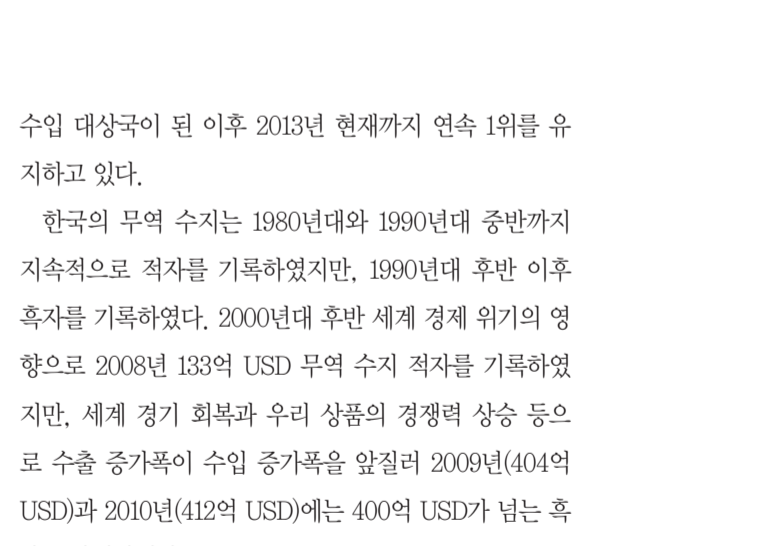 수입 대상국이 된 이후 2013년 현재까지 연속 1위를 유
지하고 있다.
한국의 무역 수지는 1980년대와 1990년대 중반까지
지속적으로 적자를 기록하였지만, 1990년대 후반 이후
흑자를 기록하였다. 2000년대 후반 세계 경제 위기의 영
향으로 2008년 133억 USD 무역 수지 적자를 기록하였
지만, 세계 경기 회복과 우리 상품의 경쟁력 상승 등으
로 수출 증가폭이 수입 증가폭을 앞질러 2009년(404억
USD)과 2010년(412억 USD)에는 400억 USD가 넘는 흑